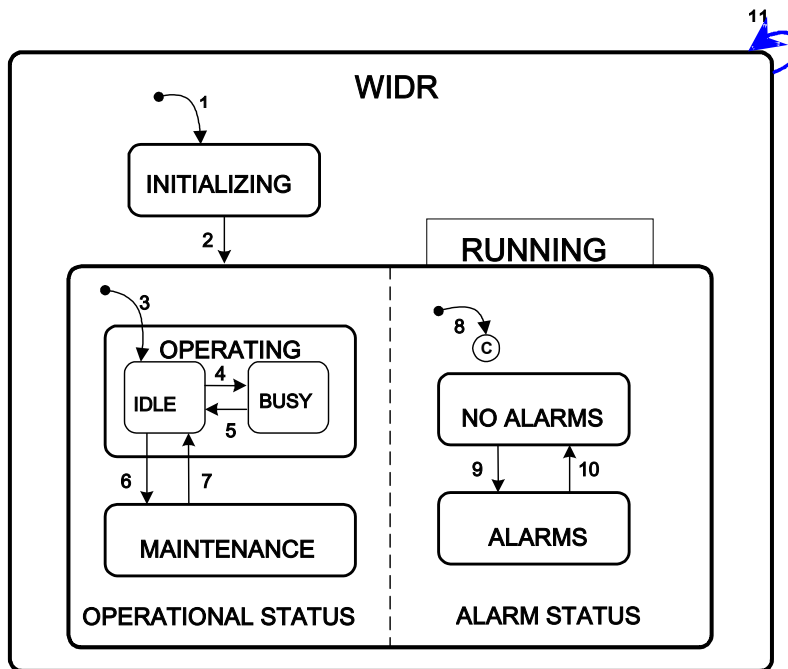 11
WIDR
1
INITIALIZING
2
RUNNING
3
8
C
OPERATING
4
IDLE
BUSY
5
NO ALARMS
6
7
9
10
MAINTENANCE
ALARMS
OPERATIONAL STATUS
ALARM STATUS